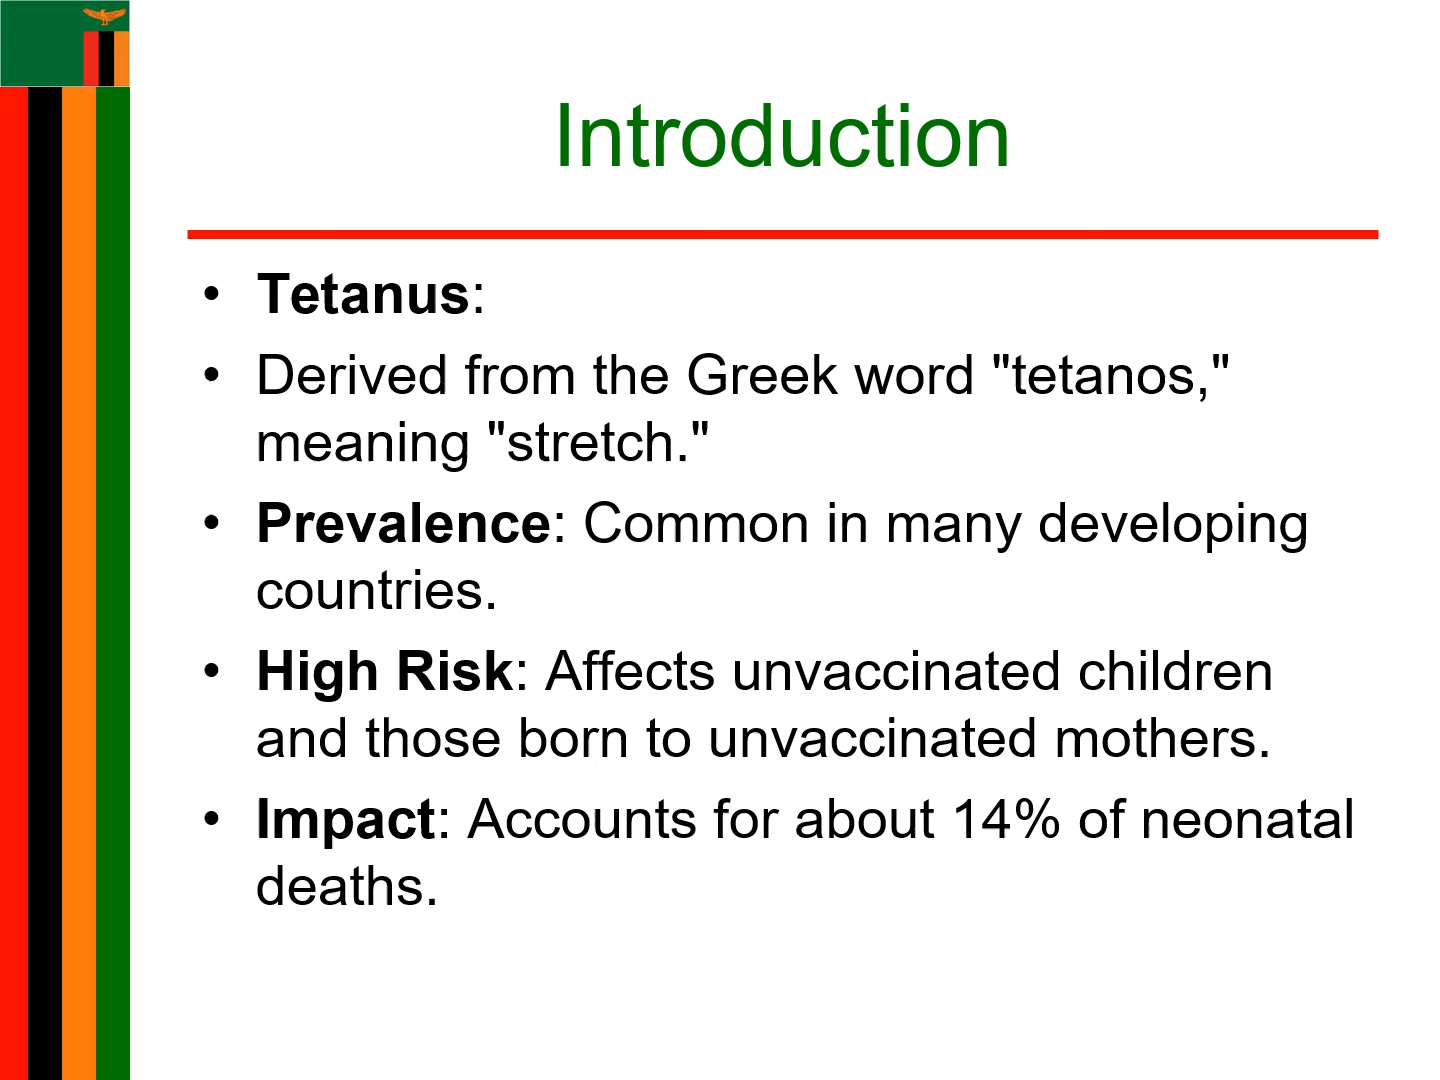 Introduction
• Tetanus:
• Derived from the Greek word "tetanos,"
meaning "stretch."
• Prevalence: Common in many developing
countries.
• High Risk: Affects unvaccinated children
and those born to unvaccinated mothers.
• Impact: Accounts for about 14% of neonatal
deaths.